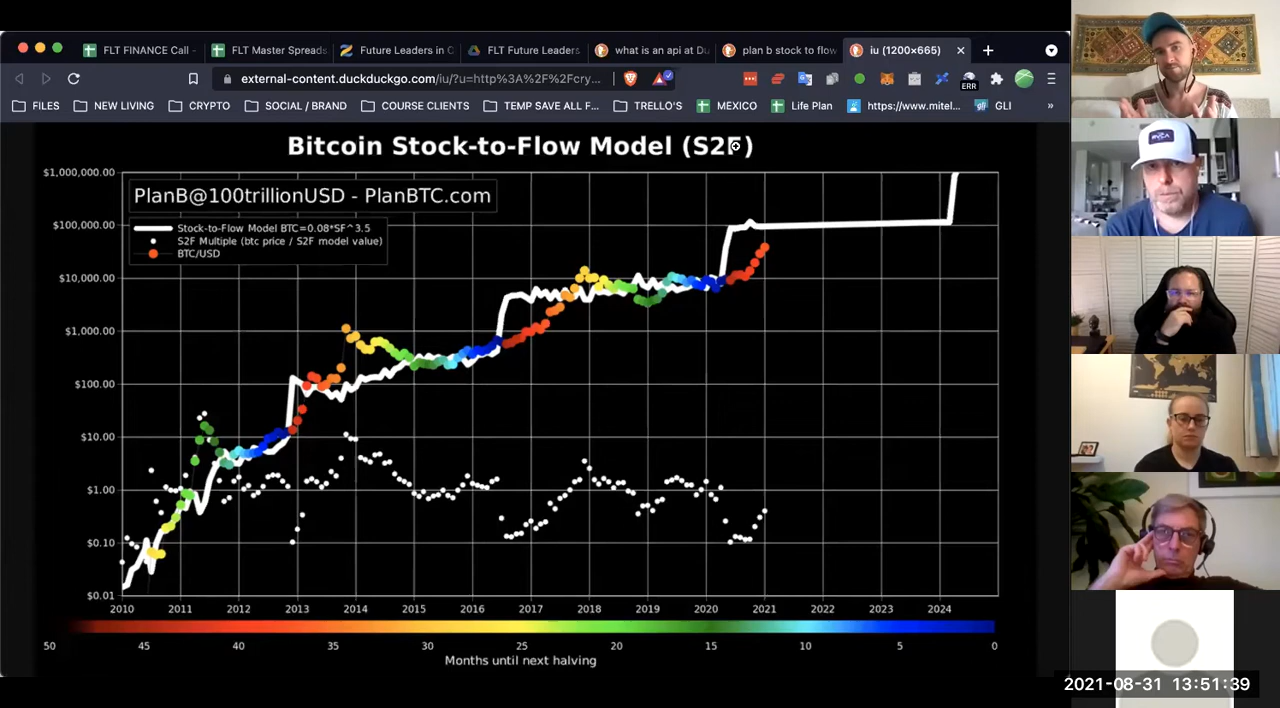 FLT FINANCE Call -
FLT Master Spreads
Future Leaders in C
FLT Future Leaders
what is an api at Du
plan b stock to flow
iu (1200×665)
external-content.duckduckgo.com/iu/?u=http%3A%2F%2Fcry...
ERR
FILES
NEW LIVING
CRYPTO
SOCIAL / BRAND
COURSE CLIENTS
TEMP SAVE ALL F...
TRELLO'S
MEXICO
Life Plan
https://www.mitel...
GLI
»
Bitcoin Stock-to-Flow Model (S2F)
PlanB@100trillionUSD - PlanBTC.com
Stock-to-Flow Model BTC=0.08*SF^3.5
S2F Multiple (btc price / S2F model value)
BTC/USD
$1,000,000.00
$100,000.00
$10,000.00
$1,000.00
$100.00
$10.00
$1.00
$0.10
$0.01
2010 2011 2012 2013 2014 2015 2016 2017 2018 2019 2020 2021 2022 2023 2024
50 45 40 35 30 25 20 15 10 5 0
Months until next halving
RVCA
2021-08-31 13:51:39